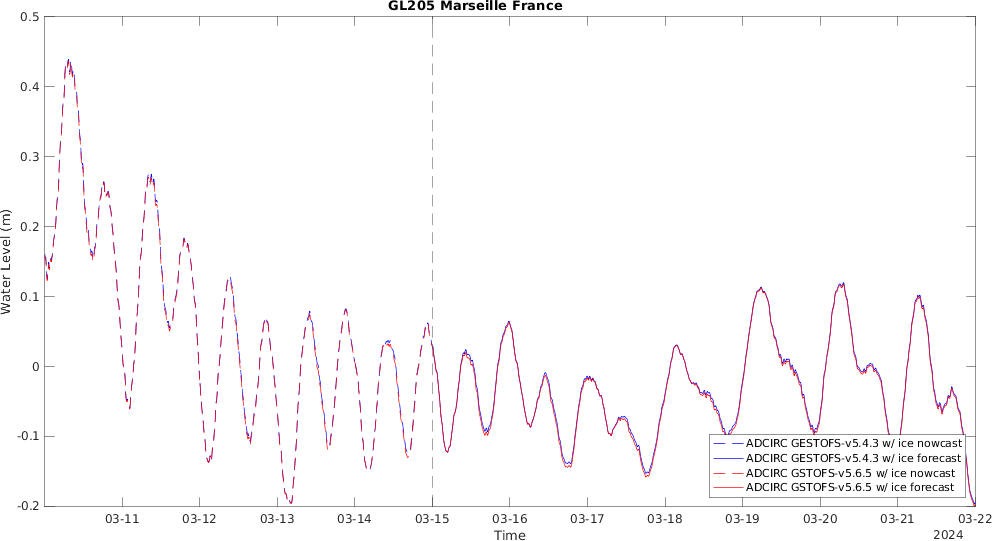 GL205 Marseille France
0.5
0.4
0.3
0.2
0.1
0
-0.1
-0.2
Water Level (m)
ADCIRC GESTOFS-v5.4.3 w/ ice nowcast
ADCIRC GESTOFS-v5.4.3 w/ ice forecast
ADCIRC GSTOFS-v5.6.5 w/ ice nowcast
ADCIRC GSTOFS-v5.6.5 w/ ice forecast
03-11 03-12 03-13 03-14 03-15 03-16 03-17 03-18 03-19 03-20 03-21 03-22
Time
2024